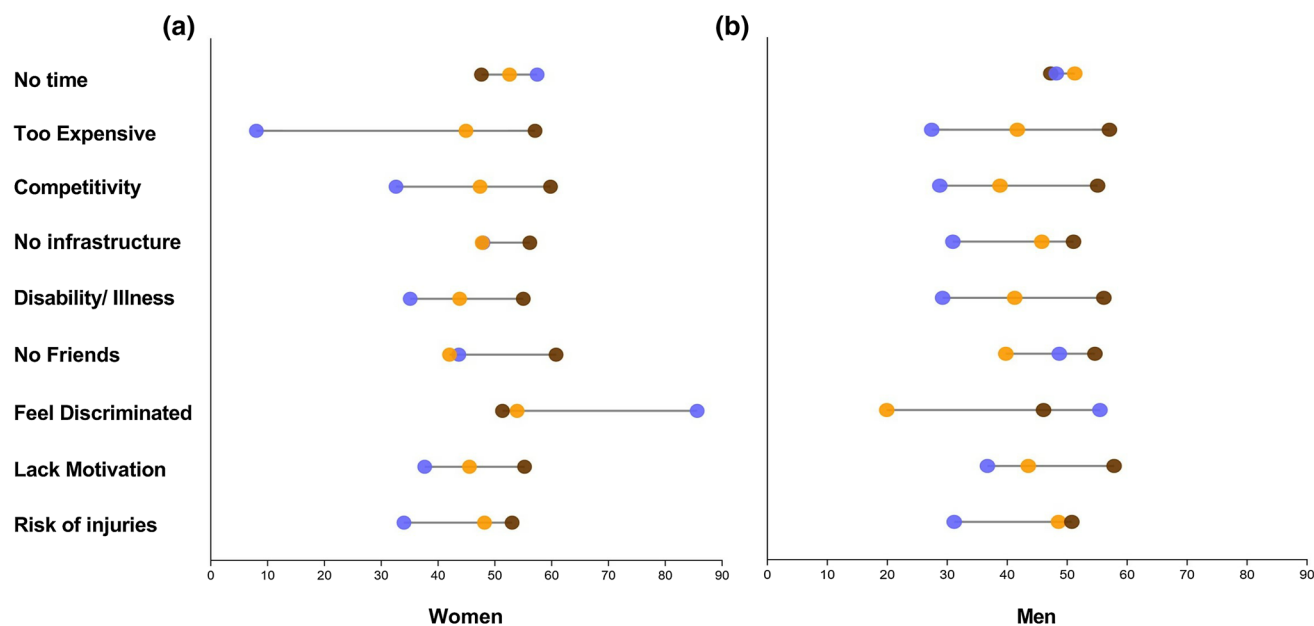 (a)
(b)
No time
Too Expensive
Competitivity
No infrastructure
Disability/ Illness
No Friends
Feel Discriminated
Lack Motivation
Risk of injuries
0 10 20 30 40 50 60 70 80 90
0 10 20 30 40 50 60 70 80 90
Women
Men